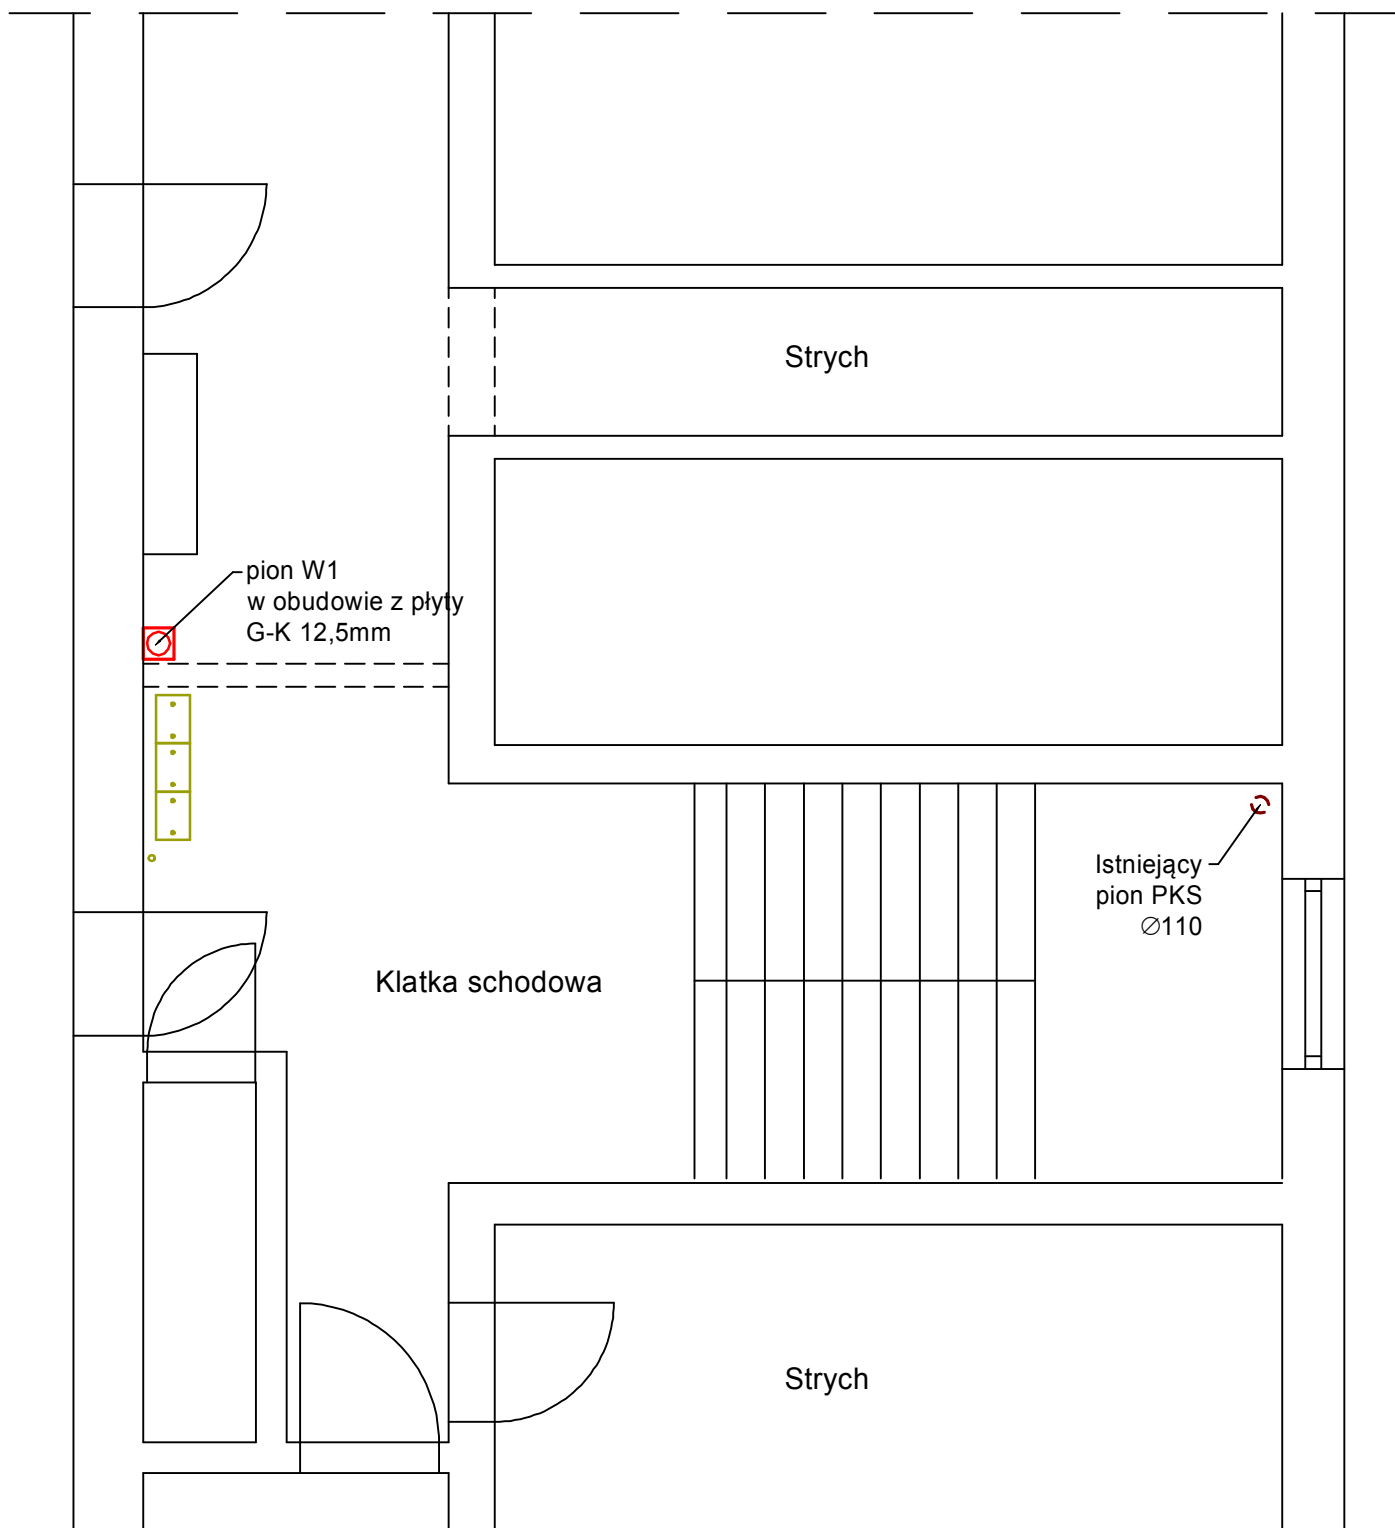 Strych
pion W1
w obudowie z płyty
G-K 12,5mm
Istniejący
pion PKS
∅110
Klatka schodowa
Strych